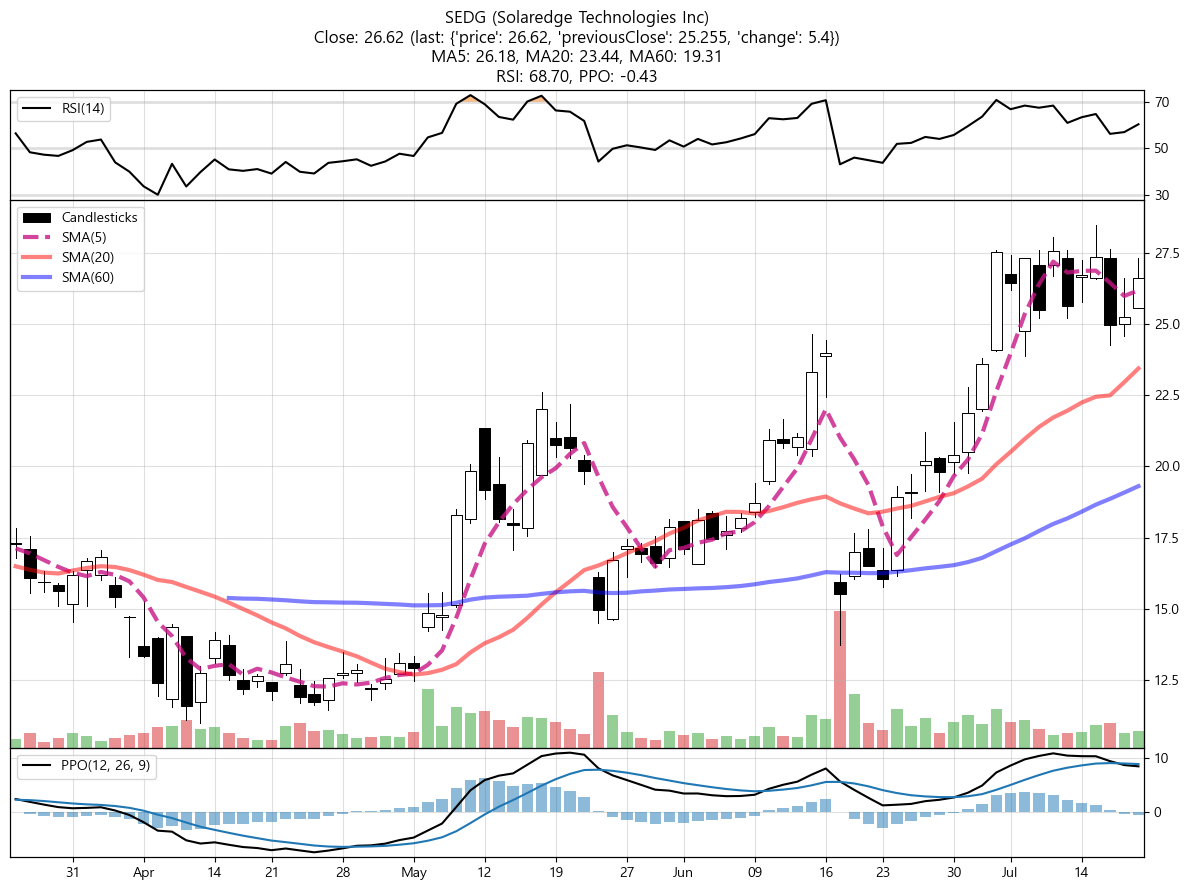 SEDG (Solaredge Technologies Inc)
Close: 26.62 (last: {'price': 26.62, 'previousClose': 25.255, 'change': 5.4})
MA5: 26.18, MA20: 23.44, MA60: 19.31
RSI: 68.70, PPO: -0.43
RSI(14)
70
50
30
Candlesticks
SMA(5)
SMA(20)
SMA(60)
27.5
25.0
22.5
20.0
17.5
15.0
12.5
PPO(12, 26, 9)
10
0
31 Apr 14 21 28 May 12 19 27 Jun 09 16 23 30 Jul 14